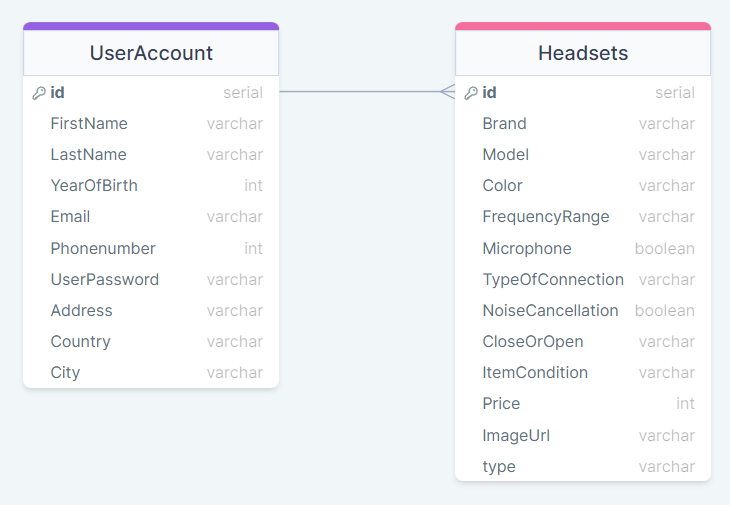 UserAccount
id serial
FirstName varchar
LastName varchar
YearOfBirth int
Email varchar
Phonenumber int
UserPassword varchar
Address varchar
Country varchar
City varchar
Headsets
id serial
Brand varchar
Model varchar
Color varchar
FrequencyRange varchar
Microphone boolean
TypeOfConnection varchar
NoiseCancellation boolean
CloseOrOpen varchar
ItemCondition varchar
Price int
ImageUrl varchar
type varchar